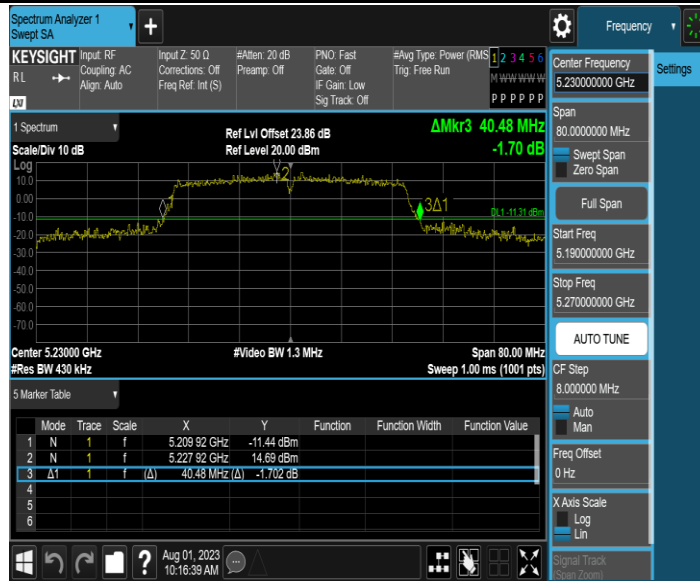 Spectrum Analyzer 1
Swept SA
+
Frequency
KEYSIGHT
RL
LXI
Input: RF
Coupling: AC
Align: Auto
Input Z: 50 Ω
Corrections: Off
Freq Ref: Int (S)
#Atten: 20 dB
Preamp: Off
PNO: Fast
Gate: Off
IF Gain: Low
Sig Track: Off
#Avg Type: Power (RMS
Trig: Free Run
1 2 3 4 5 6
M W W W W W
P P P P P P
1 Spectrum
Scale/Div 10 dB
Ref Lvl Offset 23.86 dB
Ref Level 20.00 dBm
ΔMkr3 40.48 MHz
-1.70 dB
Log
10.0
0.00
-10.0
-20.0
-30.0
-40.0
-50.0
-60.0
-70.0
2
3Δ1
DL1 -11.31 dBm
Center 5.23000 GHz
#Res BW 430 kHz
#Video BW 1.3 MHz
Span 80.00 MHz
Sweep 1.00 ms (1001 pts)
5 Marker Table
Mode Trace Scale X Y Function Function Width Function Value
1 N 1 f 5.209 92 GHz -11.44 dBm
2 N 1 f 5.227 92 GHz 14.69 dBm
3 Δ1 1 f (Δ) 40.48 MHz (Δ) -1.702 dB
4
5
6
?
Aug 01, 2023
10:16:39 AM
Center Frequency
5.230000000 GHz
Settings
Span
80.0000000 MHz
Swept Span
Zero Span
Full Span
Start Freq
5.190000000 GHz
Stop Freq
5.270000000 GHz
AUTO TUNE
CF Step
8.000000 MHz
Auto
Man
Freq Offset
0 Hz
X Axis Scale
Log
Lin
Signal Track
(Span Zoom)